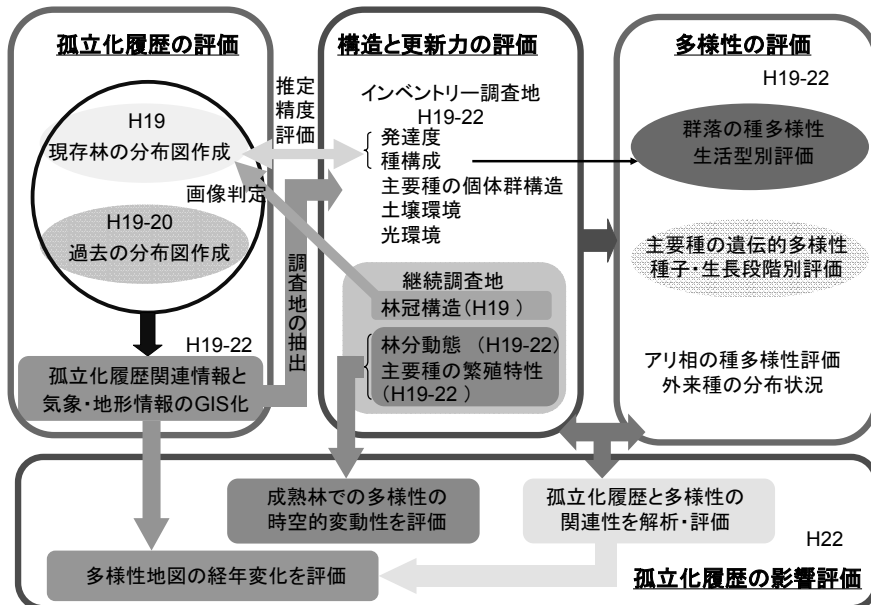 孤立化履歴の評価
H19
現存林の分布図作成
画像判定
H19-20
過去の分布図作成
H19-22
孤立化履歴関連情報と
気象・地形情報のGIS化
推定
精度
評価
調査地の抽出
構造と更新力の評価
インベントリー調査地
H19-22
発達度
種構成
主要種の個体群構造
土壌環境
光環境
継続調査地
林冠構造(H19 )
林分動態 (H19-22)
主要種の繁殖特性
(H19-22 )
多様性の評価
H19-22
群落の種多様性
生活型別評価
主要種の遺伝的多様性
種子・生長段階別評価
アリ相の種多様性評価
外来種の分布状況
成熟林での多様性の
時空的変動性を評価
孤立化履歴と多様性の
関連性を解析・評価
H22
多様性地図の経年変化を評価
孤立化履歴の影響評価